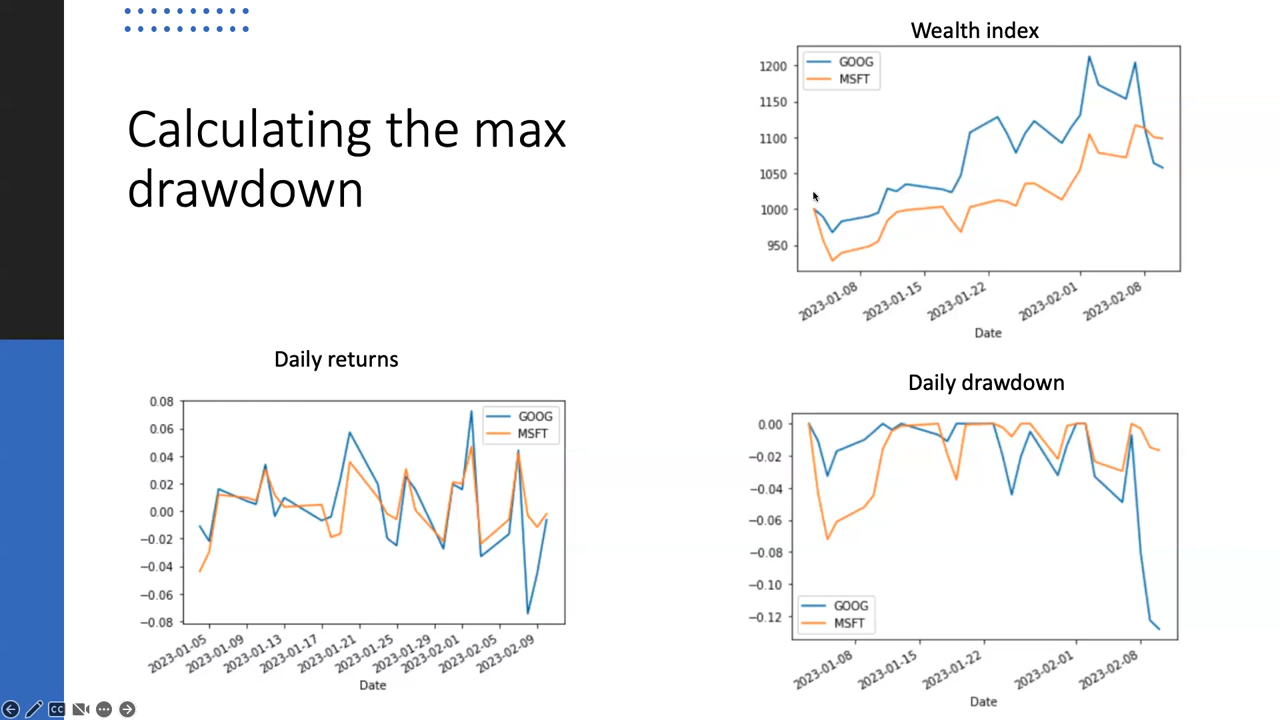 Calculating the max
drawdown
Wealth index
GOOG
MSFT
1200
1150
1100
1050
1000
950
2023-01-08
2023-01-15
2023-01-22
2023-02-01
2023-02-08
Date
Daily returns
GOOG
MSFT
0.08
0.06
0.04
0.02
0.00
−0.02
−0.04
−0.06
−0.08
2023-01-05
2023-01-09
2023-01-13
2023-01-17
2023-01-21
2023-01-25
2023-01-29
2023-02-01
2023-02-05
2023-02-09
Date
Daily drawdown
0.00
−0.02
−0.04
−0.06
−0.08
−0.10
−0.12
GOOG
MSFT
2023-01-08
2023-01-15
2023-01-22
2023-02-01
2023-02-08
Date
CC